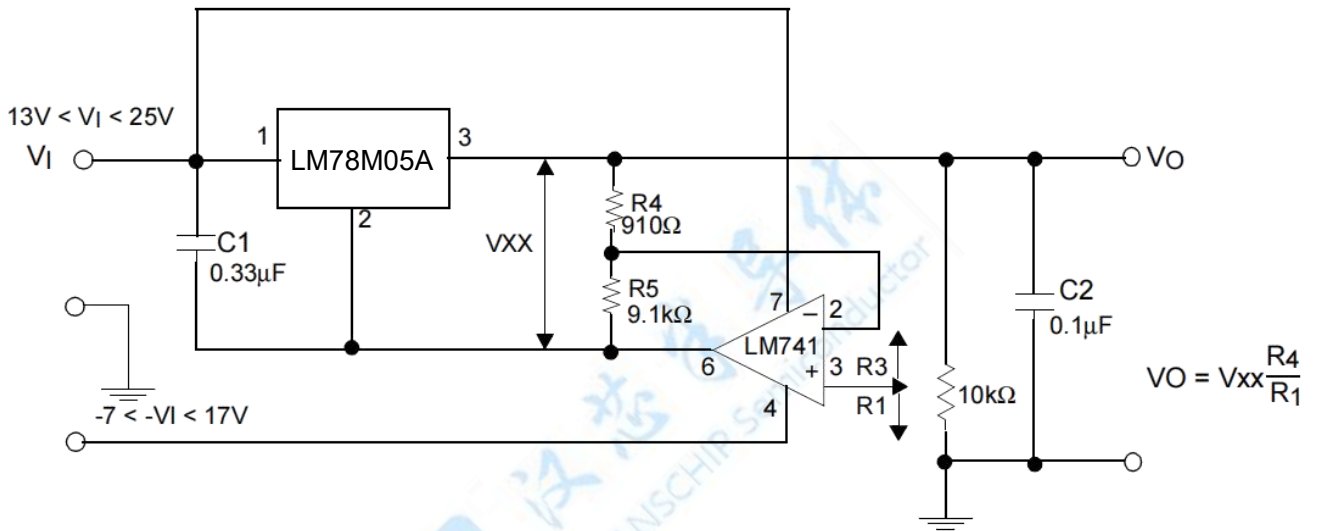 13V < VI < 25V
VI
1
LM78M05A
3
2
VO
C1
0.33µF
VXX
R4
910Ω
R5
9.1kΩ
7
2
−
LM741
+
3
6
4
R3
R1
10kΩ
C2
0.1µF
VO = Vxx R4
R1
-7 < -VI < 17V